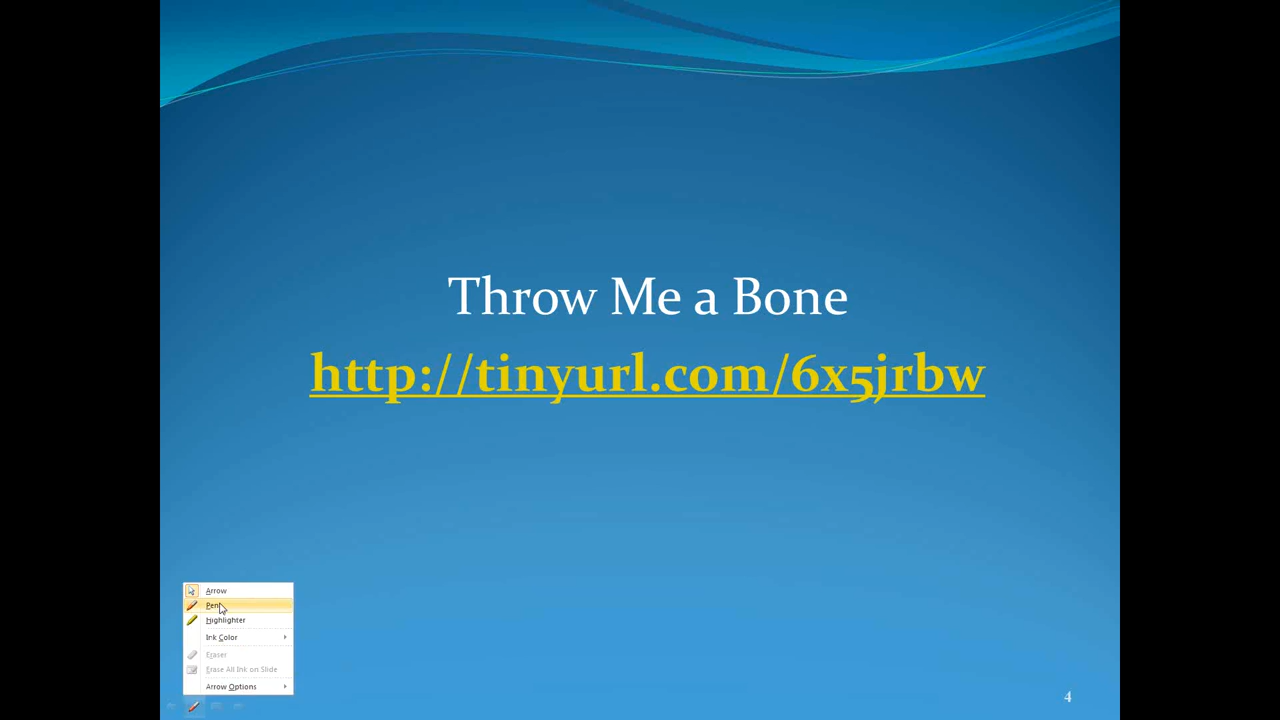 Throw Me a Bone
http://tinyurl.com/6x5jrbw
Arrow
Pen
Highlighter
Ink Color
Eraser
Erase All Ink on Slide
Arrow Options
4